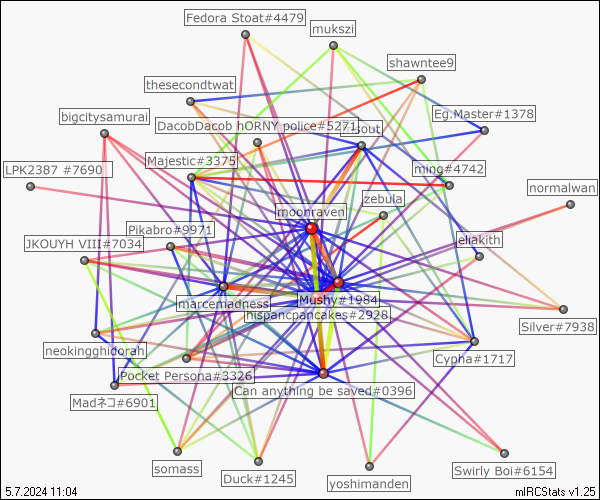 Fedora Stoat#4479
mukszi
shawntee9
thesecondtwat
bigcitysamurai
Eg.Master#1378
DacobDacob hORNY police#5271
sout
Majestic#3375
ming#4742
LPK2387 #7690
normalwan
zebula
moonraven
Pikabro#9971
eliakith
JKOUYH VIII#7034
marcemadness
Mushy#1984
hispancpancakes#2928
Silver#7938
neokingghidorah
Cypha#1717
Pocket Persona#3326
Can anything be saved#0396
Madネコ#6901
somass
Duck#1245
yoshimanden
Swirly Boi#6154
5.7.2024 11:04
mIRCStats v1.25